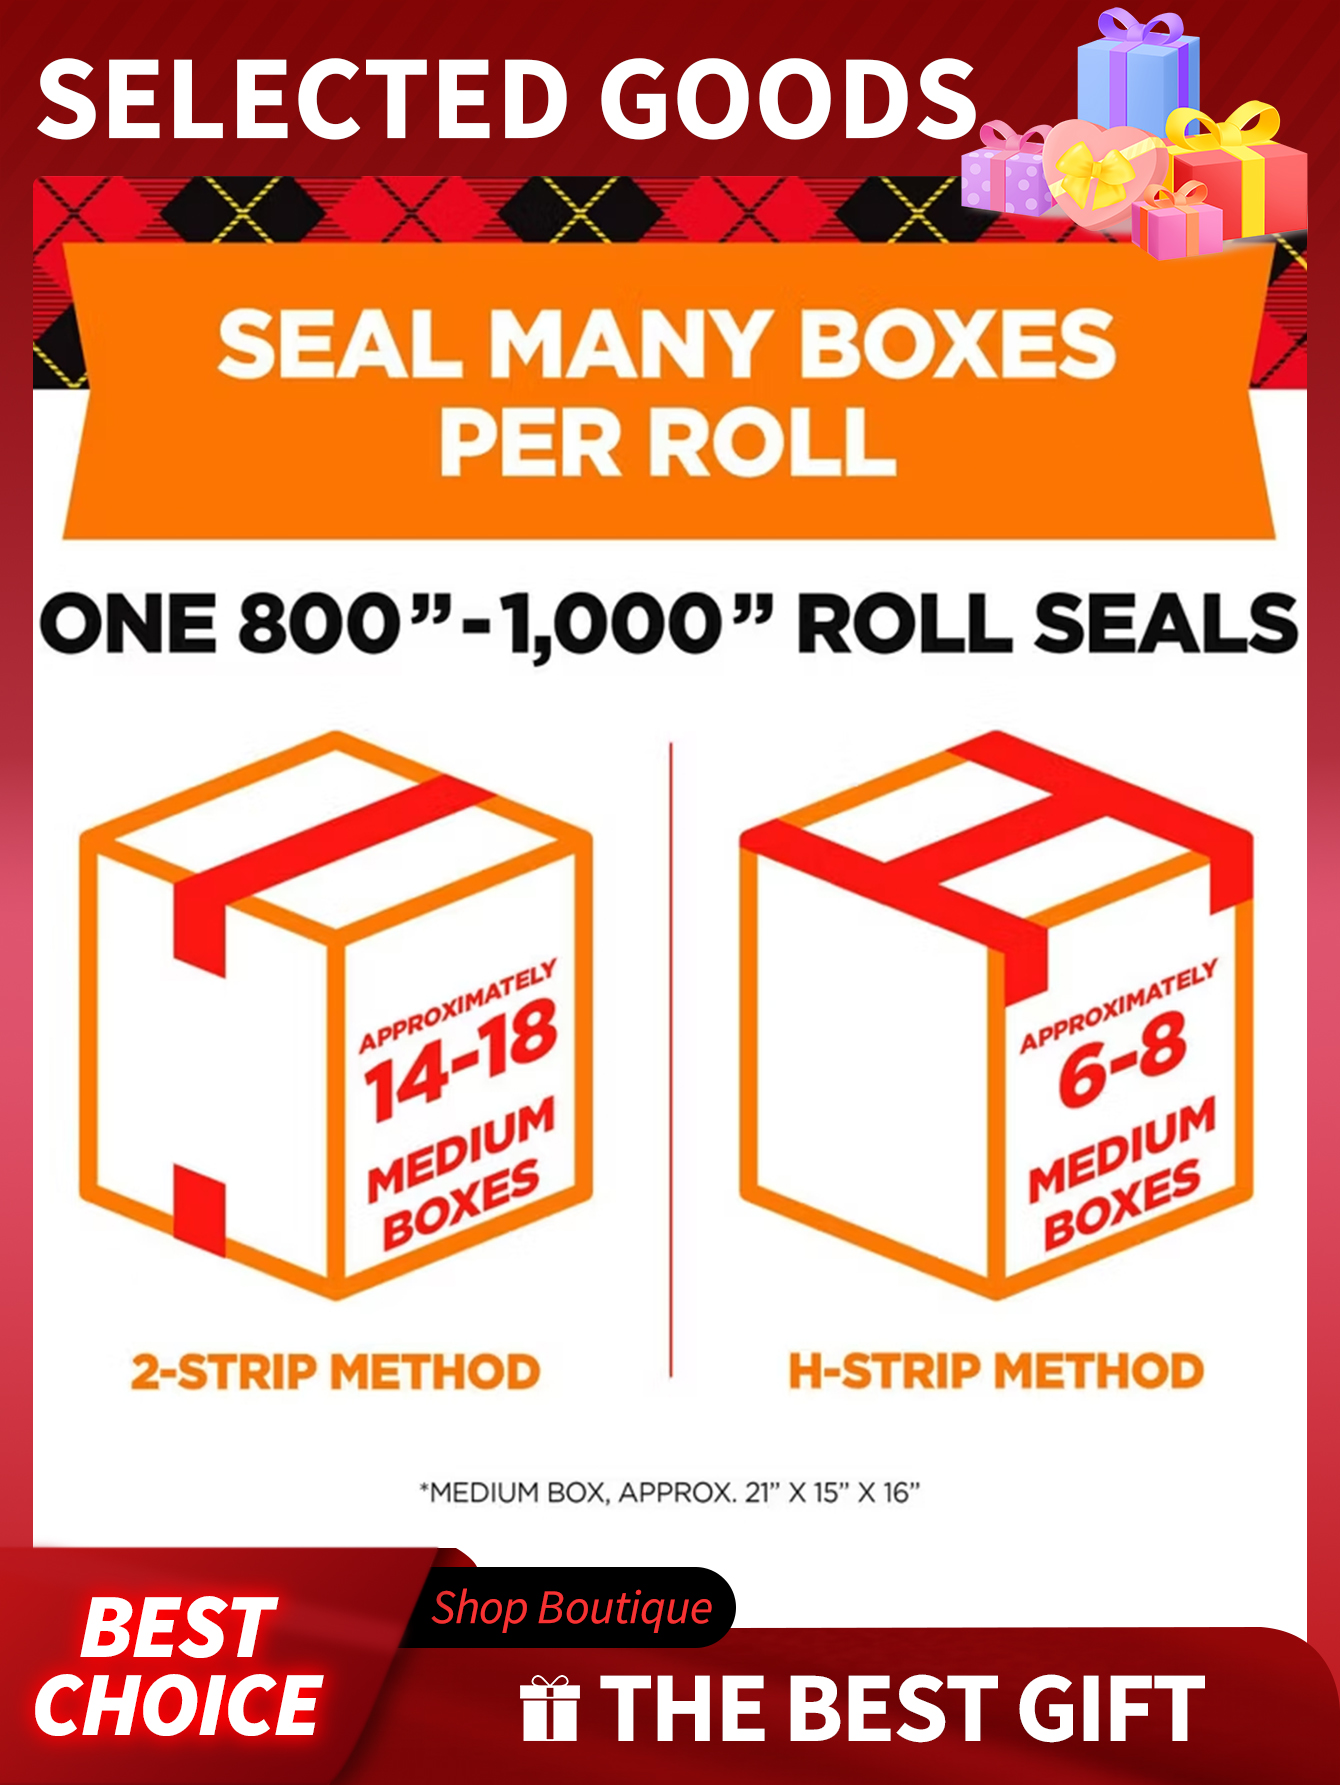 SELECTED GOODS
SEAL MANY BOXES
PER ROLL
ONE 800”-1,000” ROLL SEALS
APPROXIMATELY
14-18
MEDIUM
BOXES
2-STRIP METHOD
APPROXIMATELY
6-8
MEDIUM
BOXES
H-STRIP METHOD
*MEDIUM BOX, APPROX. 21” X 15” X 16”
BEST
CHOICE
Shop Boutique
THE BEST GIFT